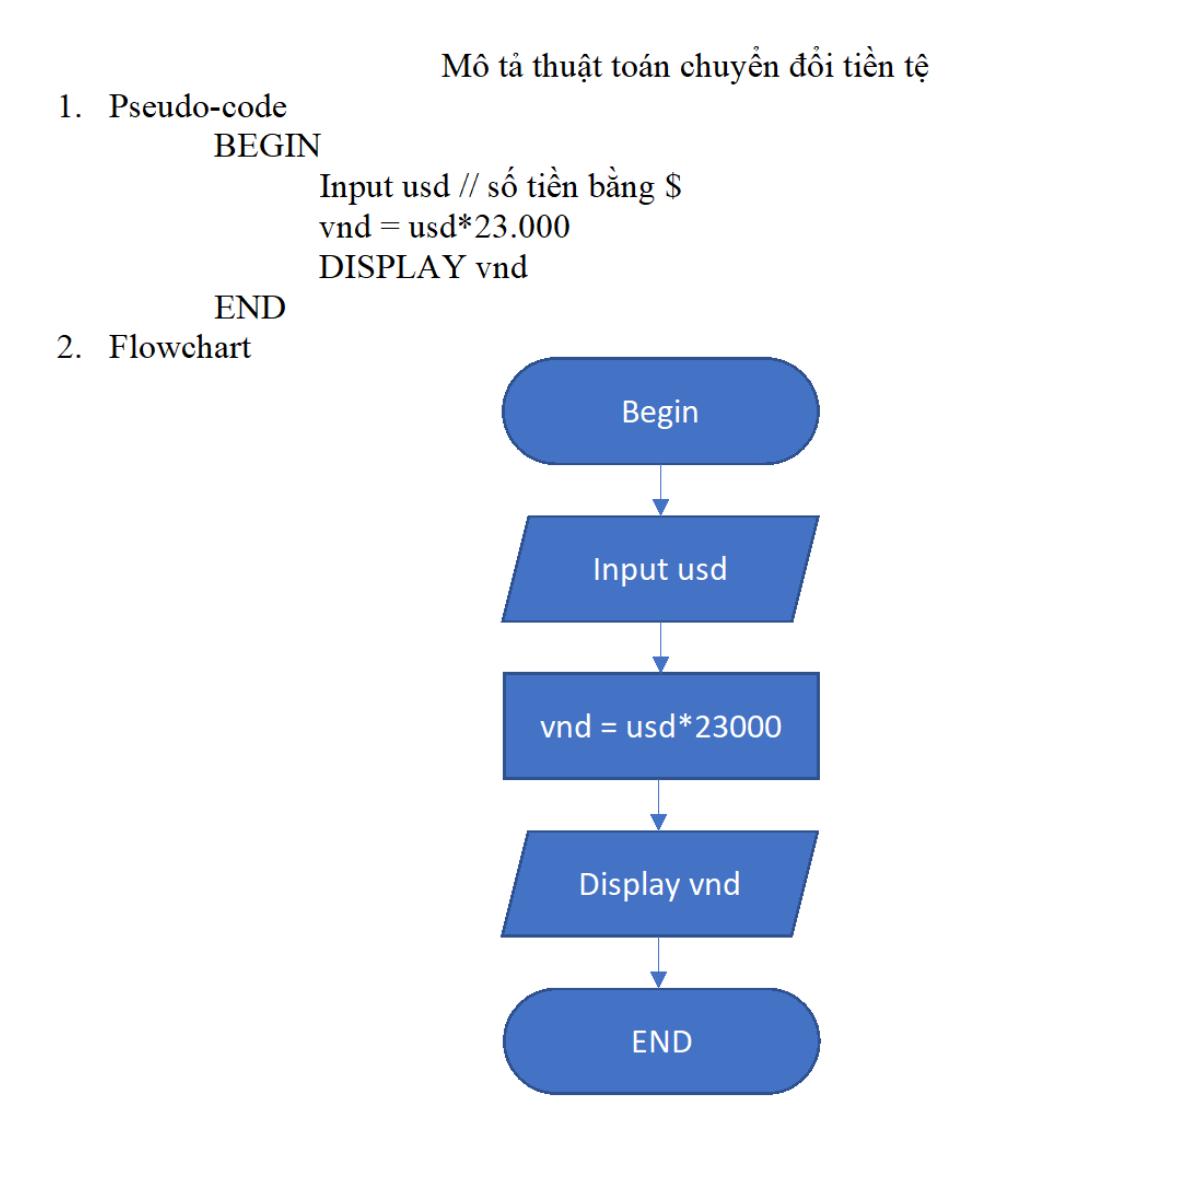 Mô tả thuật toán chuyển đổi tiền tệ
1. Pseudo-code
BEGIN
Input usd // số tiền bằng $
vnd = usd*23.000
DISPLAY vnd
END
2. Flowchart
Begin
Input usd
vnd = usd*23000
Display vnd
END